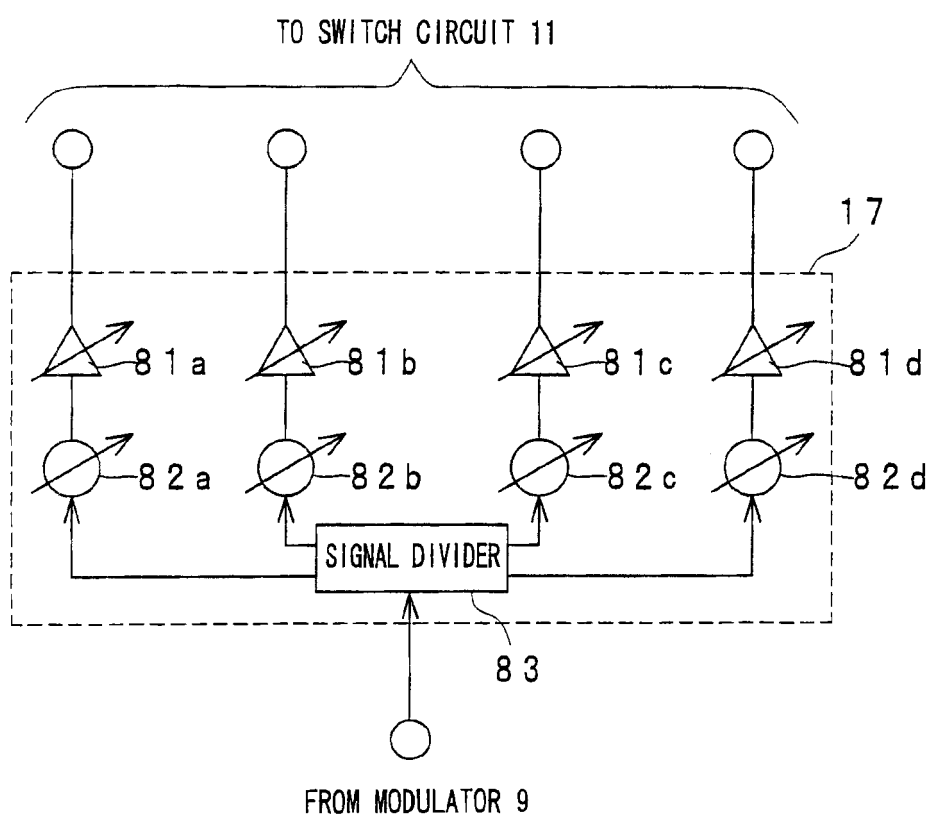 TO SWITCH CIRCUIT 11
17
81a 81b 81c 81d
82a 82b 82c 82d
SIGNAL DIVIDER
83
FROM MODULATOR 9